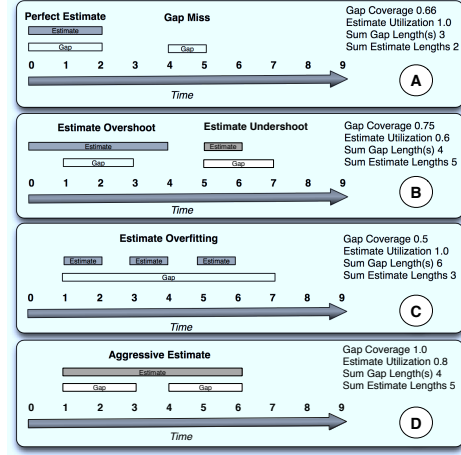 Perfect Estimate Gap Miss
Estimate
Gap Gap
0 1 2 3 4 5 6 7 8 9
Time
Gap Coverage 0.66
Estimate Utilization 1.0
Sum Gap Length(s) 3
Sum Estimate Lengths 2
A
Estimate Overshoot Estimate Undershoot
Estimate Estimate
Gap Gap
0 1 2 3 4 5 6 7 8 9
Time
Gap Coverage 0.75
Estimate Utilization 0.6
Sum Gap Length(s) 4
Sum Estimate Lengths 5
B
Estimate Overfitting
Estimate Estimate Estimate
Gap
0 1 2 3 4 5 6 7 8 9
Time
Gap Coverage 0.5
Estimate Utilization 1.0
Sum Gap Length(s) 6
Sum Estimate Lengths 3
C
Aggressive Estimate
Estimate
Gap Gap
0 1 2 3 4 5 6 7 8 9
Time
Gap Coverage 1.0
Estimate Utilization 0.8
Sum Gap Length(s) 4
Sum Estimate Lengths 5
D